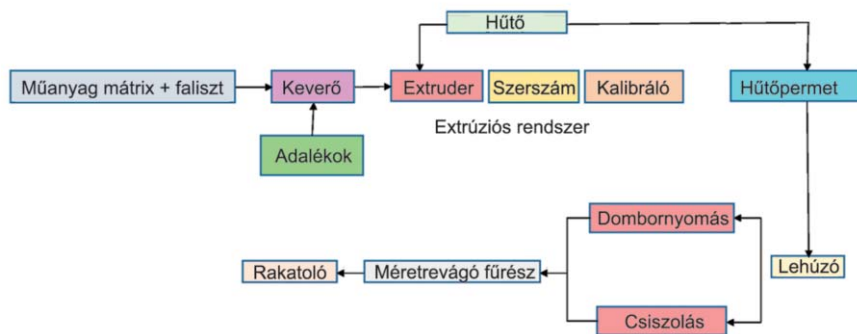 Hűtő
Műanyag mátrix + faliszt
Keverő
Extruder
Szerszám
Kalibráló
Hűtőpermet
Extrúziós rendszer
Adalékok
Dombornyomás
Lehúzó
Rakatoló
Méretrevágó fűrész
Csiszolás